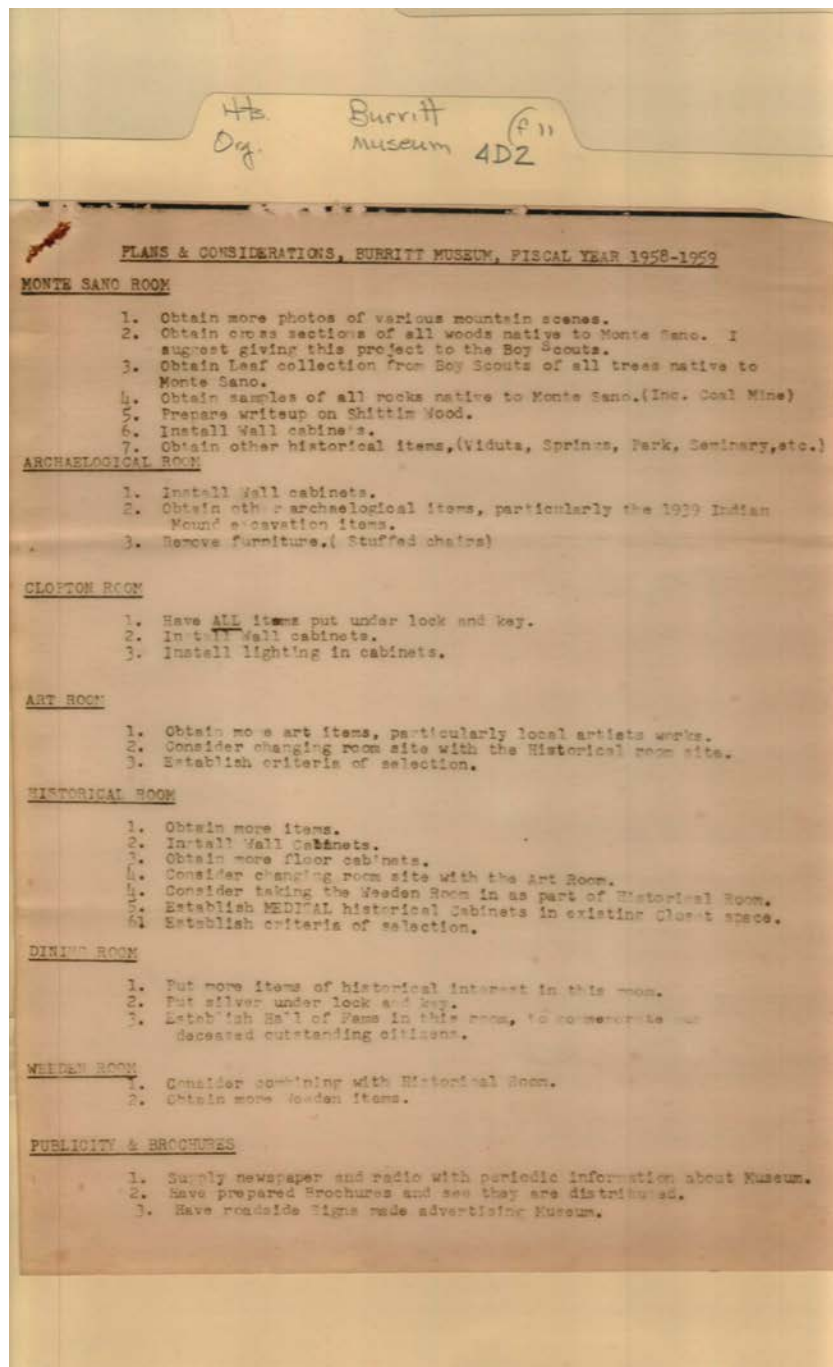 Hts. Burritt
Og. Museum 4D2 (f 11
PLANS & CONSIDERATIONS, BURRITT MUSEUM, FISCAL YEAR 1958-1959
MONTE SANO ROOM
1. Obtain more photos of various mountain scenes.
2. Obtain cross sections of all woods native to Monte Sano. I
suggest giving this project to the Boy Scouts.
3. Obtain Leaf collection from Boy Scouts of all trees native to
Monte Sano.
4. Obtain samples of all rocks native to Monte Sano.(Inc. Coal Mine)
5. Prepare writeup on Shittim Wood.
6. Install Wall cabinets.
7. Obtain other historical items,(Viduta, Springs, Park, Seminary,etc.)
ARCHAELOGICAL ROOM
1. Install Wall cabinets.
2. Obtain other archaelogical items, particularly the 1939 Indian
Mound excavation items.
3. Remove furniture.( Stuffed chairs)
CLOPTON ROOM
1. Have ALL items put under lock and key.
2. Install Wall cabinets.
3. Install lighting in cabinets.
ART ROOM
1. Obtain more art items, particularly local artists works.
2. Consider changing room site with the Historical room site.
3. Establish criteria of selection.
HISTORICAL ROOM
1. Obtain more items.
2. Install Wall Cabinets.
3. Obtain more floor cabinets.
4. Consider changing room site with the Art Room.
4. Consider taking the Weeden Room in as part of Historical Room.
5. Establish MEDICAL historical Cabinets in existing Closet space.
61 Establish criteria of selection.
DINING ROOM
1. Put more items of historical interest in this room.
2. Put silver under lock and key.
3. Establish Hall of Fame in this room, to commemorate our
deceased outstanding citizens.
WEEDEN ROOM
1. Consider combining with Historical Room.
2. Obtain more Weeden items.
PUBLICITY & BROCHURES
1. Supply newspaper and radio with periodic information about Museum.
2. Have prepared Brochures and see they are distributed.
3. Have roadside Signs made advertising Museum.